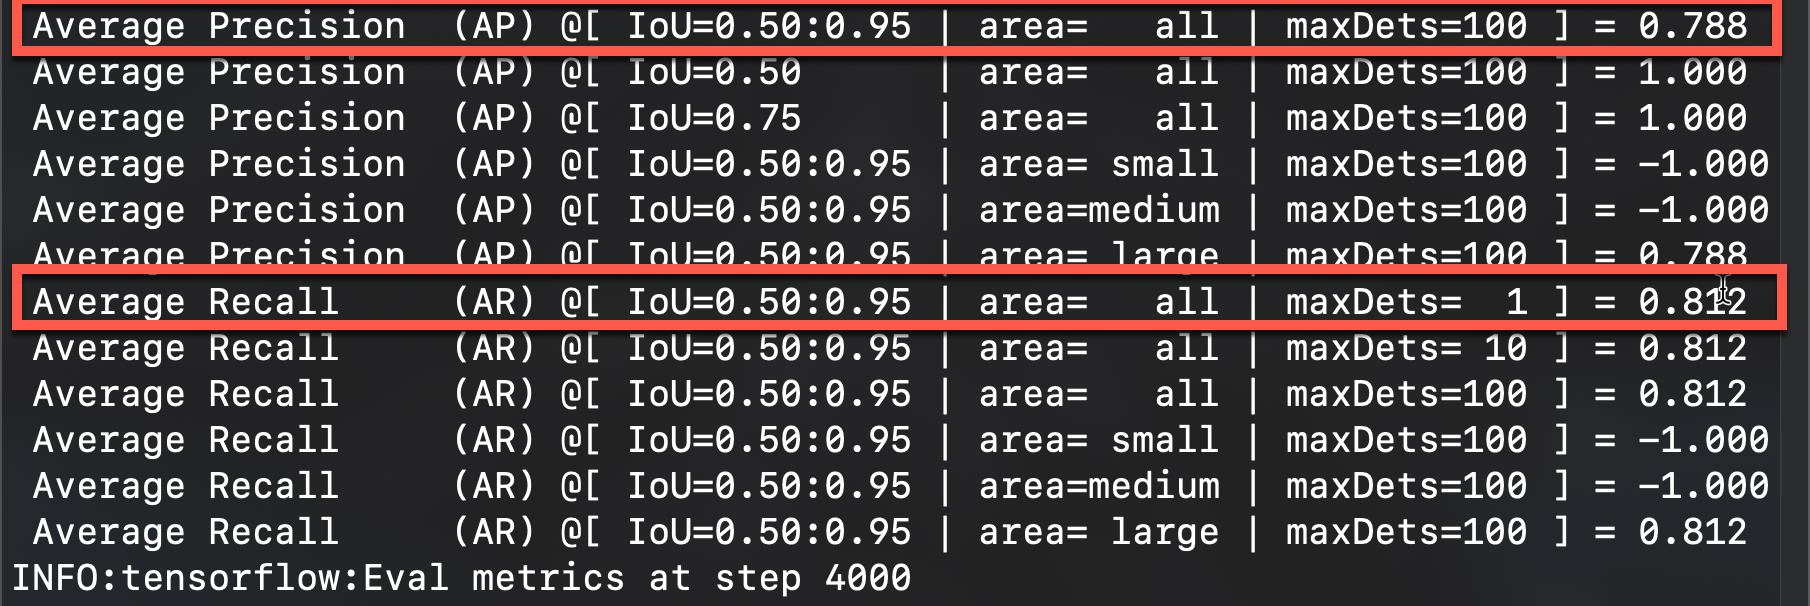 Average Precision  (AP) @[ IoU=0.50:0.95 | area=   all | maxDets=100 ] = 0.788
Average Precision  (AP) @[ IoU=0.50      | area=   all | maxDets=100 ] = 1.000
Average Precision  (AP) @[ IoU=0.75      | area=   all | maxDets=100 ] = 1.000
Average Precision  (AP) @[ IoU=0.50:0.95 | area= small | maxDets=100 ] = -1.000
Average Precision  (AP) @[ IoU=0.50:0.95 | area=medium | maxDets=100 ] = -1.000
Average Precision  (AP) @[ IoU=0.50:0.95 | area= large | maxDets=100 ] = 0.788
Average Recall     (AR) @[ IoU=0.50:0.95 | area=   all | maxDets=  1 ] = 0.812
Average Recall     (AR) @[ IoU=0.50:0.95 | area=   all | maxDets= 10 ] = 0.812
Average Recall     (AR) @[ IoU=0.50:0.95 | area=   all | maxDets=100 ] = 0.812
Average Recall     (AR) @[ IoU=0.50:0.95 | area= small | maxDets=100 ] = -1.000
Average Recall     (AR) @[ IoU=0.50:0.95 | area=medium | maxDets=100 ] = -1.000
Average Recall     (AR) @[ IoU=0.50:0.95 | area= large | maxDets=100 ] = 0.812
INFO:tensorflow:Eval metrics at step 4000